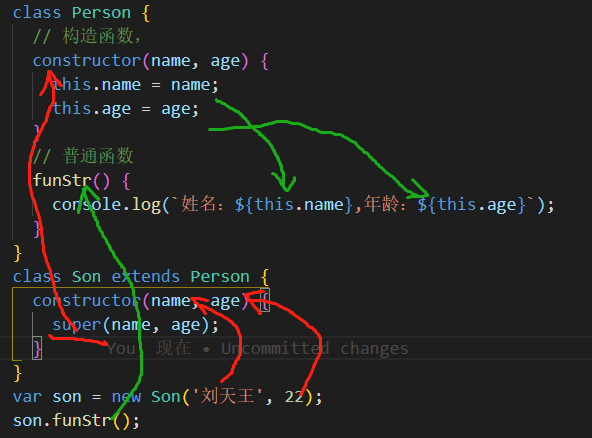 class Person {
// 构造函数,
constructor(name, age) {
this.name = name;
this.age = age;
}
// 普通函数
funStr() {
console.log(`姓名: ${this.name},年龄: ${this.age}`);
}
}
class Son extends Person {
constructor(name, age) {
super(name, age);
} You, 现在 • Uncommitted changes
}
var son = new Son('刘天王', 22);
son.funStr();